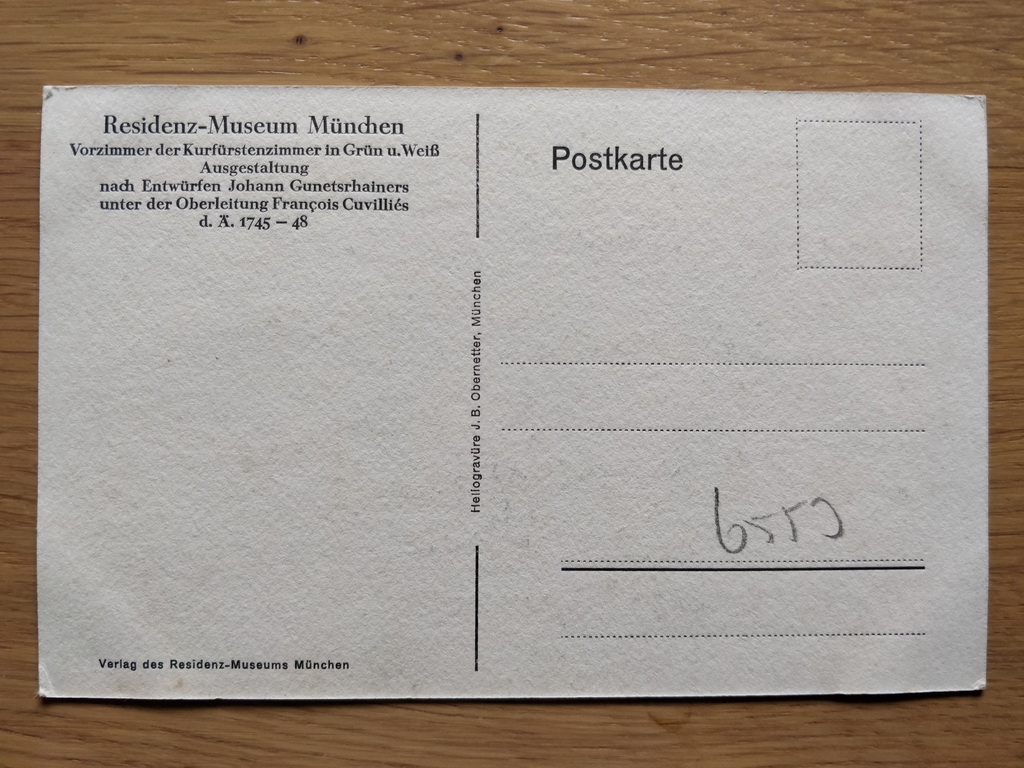 Residenz-Museum München
Vorzimmer der Kurfürstenzimmer in Grün u. Weiß
Ausgestaltung
nach Entwürfen Johann Gunetsrhainers
unter der Oberleitung François Cuvilliés
d. Ä. 1745 – 48
Verlag des Residenz-Museums München
Heliogravüre J. B. Obernetter, München
Postkarte